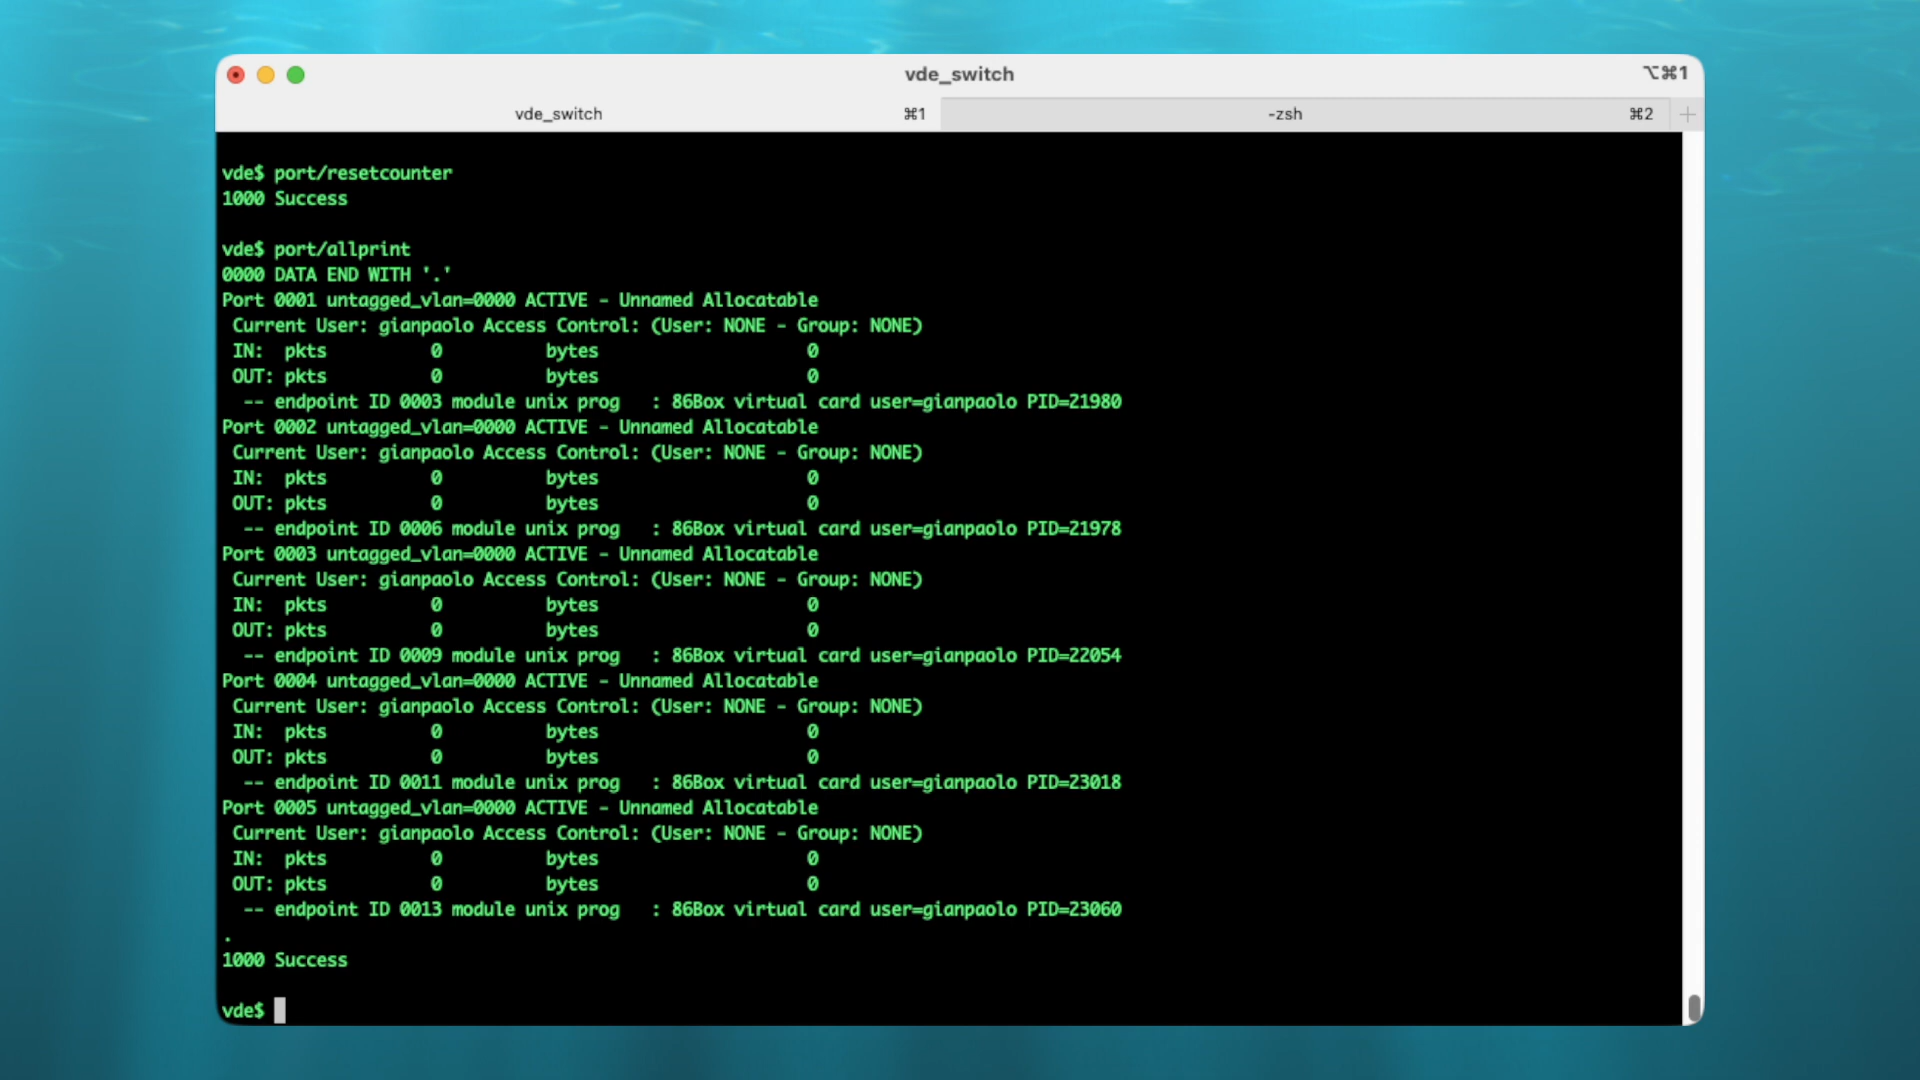 vde_switch
⌥⌘1
vde_switch ⌘1 -zsh ⌘2 +
vde$ port/resetcounter
1000 Success
vde$ port/allprint
0000 DATA END WITH '.'
Port 0001 untagged_vlan=0000 ACTIVE - Unnamed Allocatable
 Current User: gianpaolo Access Control: (User: NONE - Group: NONE)
 IN:  pkts          0          bytes                    0
 OUT: pkts          0          bytes                    0
  -- endpoint ID 0003 module unix prog   : 86Box virtual card user=gianpaolo PID=21980
Port 0002 untagged_vlan=0000 ACTIVE - Unnamed Allocatable
 Current User: gianpaolo Access Control: (User: NONE - Group: NONE)
 IN:  pkts          0          bytes                    0
 OUT: pkts          0          bytes                    0
  -- endpoint ID 0006 module unix prog   : 86Box virtual card user=gianpaolo PID=21978
Port 0003 untagged_vlan=0000 ACTIVE - Unnamed Allocatable
 Current User: gianpaolo Access Control: (User: NONE - Group: NONE)
 IN:  pkts          0          bytes                    0
 OUT: pkts          0          bytes                    0
  -- endpoint ID 0009 module unix prog   : 86Box virtual card user=gianpaolo PID=22054
Port 0004 untagged_vlan=0000 ACTIVE - Unnamed Allocatable
 Current User: gianpaolo Access Control: (User: NONE - Group: NONE)
 IN:  pkts          0          bytes                    0
 OUT: pkts          0          bytes                    0
  -- endpoint ID 0011 module unix prog   : 86Box virtual card user=gianpaolo PID=23018
Port 0005 untagged_vlan=0000 ACTIVE - Unnamed Allocatable
 Current User: gianpaolo Access Control: (User: NONE - Group: NONE)
 IN:  pkts          0          bytes                    0
 OUT: pkts          0          bytes                    0
  -- endpoint ID 0013 module unix prog   : 86Box virtual card user=gianpaolo PID=23060
.
1000 Success
vde$